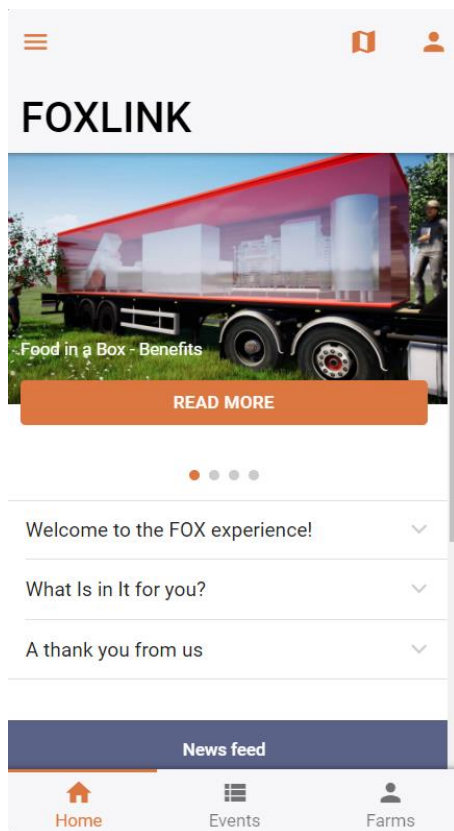 FOXLINK
Food in a Box - Benefits
READ MORE
Welcome to the FOX experience!
What Is in It for you?
A thank you from us
News feed
Home
Events
Farms